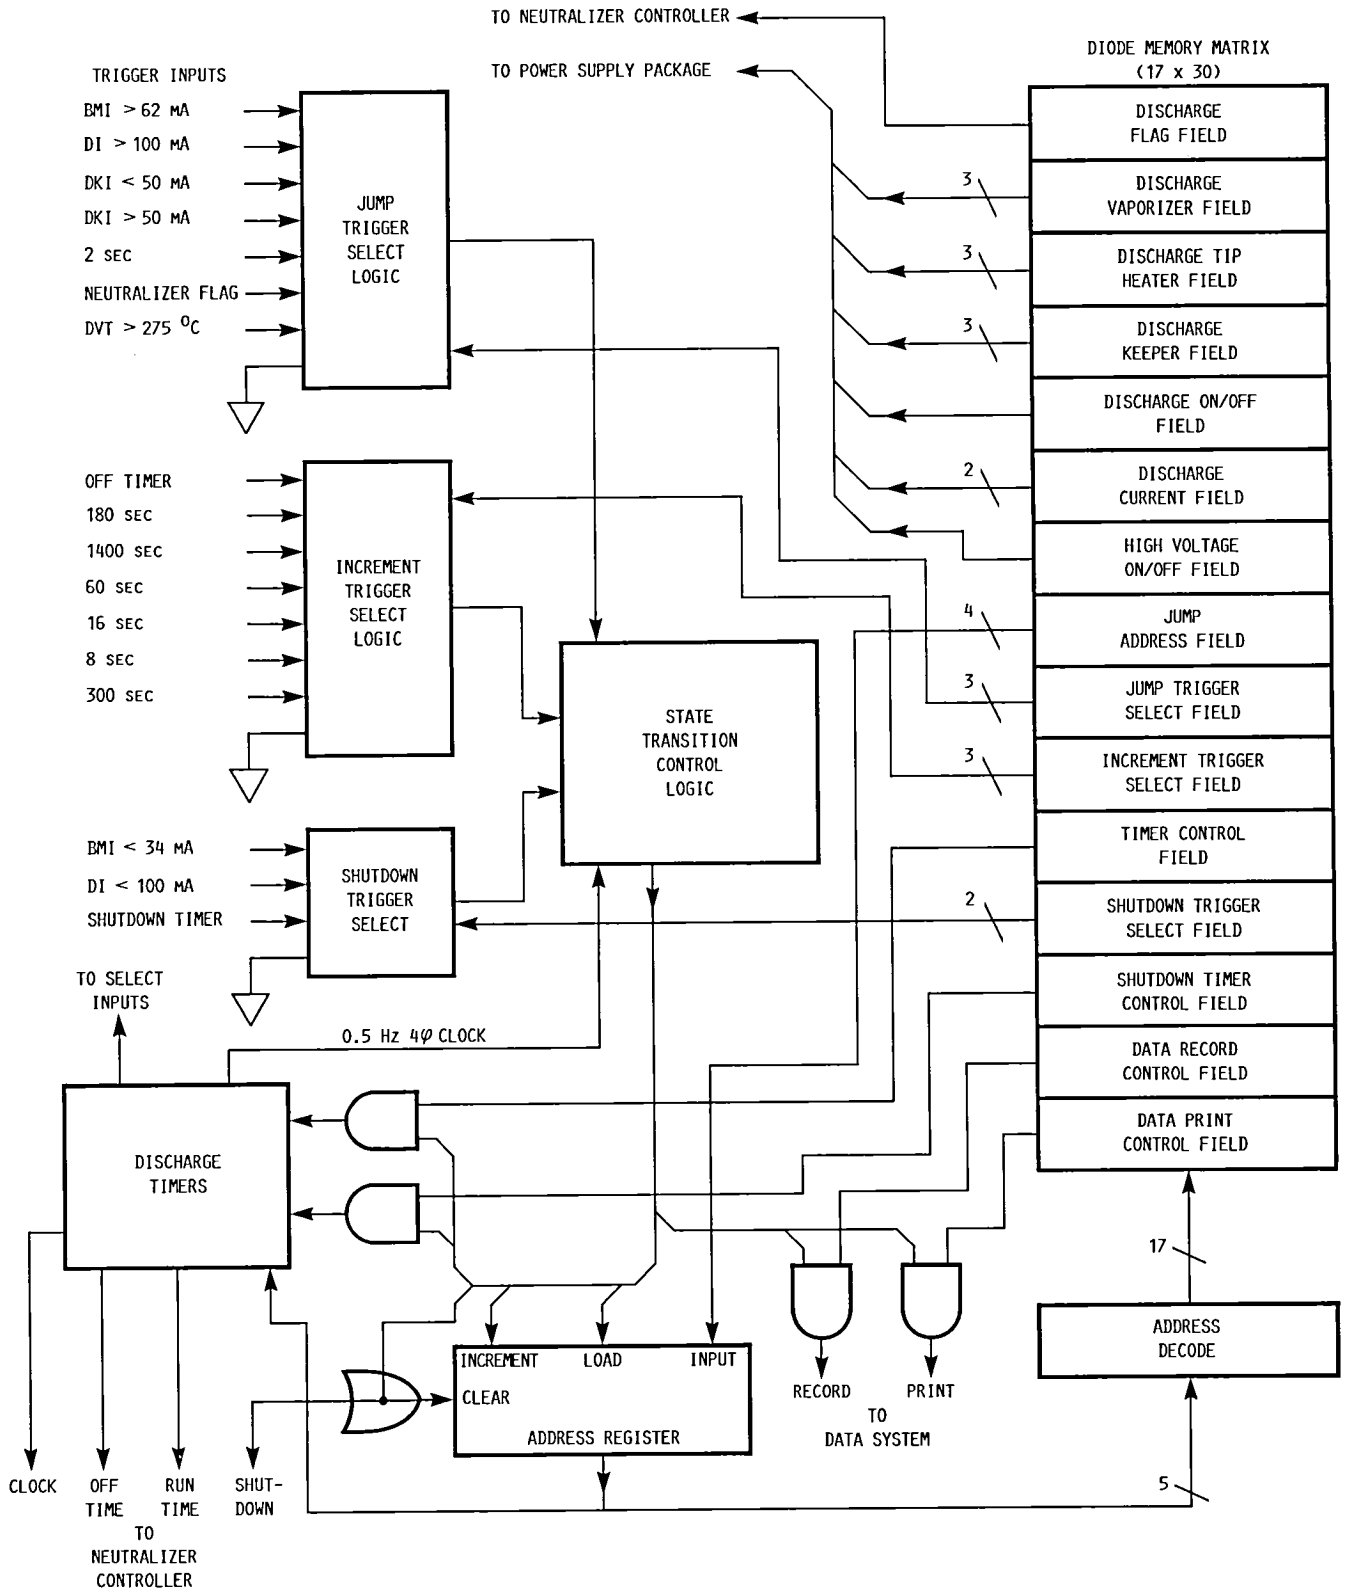 TO NEUTRALIZER CONTROLLER
TO POWER SUPPLY PACKAGE
DIODE MEMORY MATRIX
(17 x 30)
TRIGGER INPUTS
BMI > 62 MA
DI > 100 MA
DKI < 50 MA
DKI > 50 MA
2 SEC
NEUTRALIZER FLAG
DVT > 275 °C
JUMP
TRIGGER
SELECT
LOGIC
OFF TIMER
180 SEC
1400 SEC
60 SEC
16 SEC
8 SEC
300 SEC
INCREMENT
TRIGGER
SELECT
LOGIC
BMI < 34 MA
DI < 100 MA
SHUTDOWN TIMER
SHUTDOWN
TRIGGER
SELECT
STATE
TRANSITION
CONTROL
LOGIC
DISCHARGE
FLAG FIELD
3
DISCHARGE
VAPORIZER FIELD
3
DISCHARGE TIP
HEATER FIELD
3
DISCHARGE
KEEPER FIELD
DISCHARGE ON/OFF
FIELD
2
DISCHARGE
CURRENT FIELD
HIGH VOLTAGE
ON/OFF FIELD
4
JUMP
ADDRESS FIELD
3
JUMP TRIGGER
SELECT FIELD
3
INCREMENT TRIGGER
SELECT FIELD
TIMER CONTROL
FIELD
2
SHUTDOWN TRIGGER
SELECT FIELD
SHUTDOWN TIMER
CONTROL FIELD
DATA RECORD
CONTROL FIELD
DATA PRINT
CONTROL FIELD
17
ADDRESS
DECODE
5
TO SELECT
INPUTS
0.5 Hz 4φ CLOCK
DISCHARGE
TIMERS
INCREMENT LOAD INPUT
CLEAR
ADDRESS REGISTER
RECORD PRINT
TO
DATA SYSTEM
CLOCK
OFF
TIME
RUN
TIME
SHUT-
DOWN
TO
NEUTRALIZER
CONTROLLER